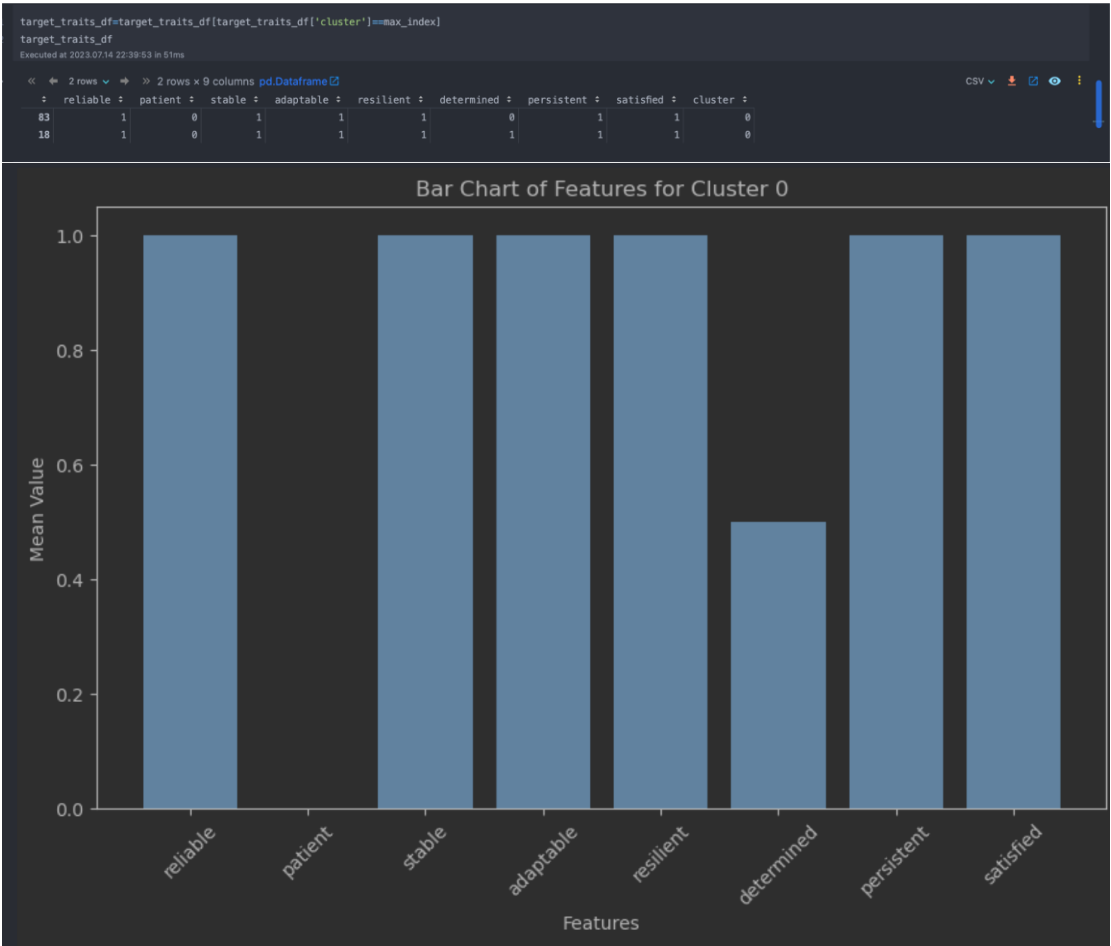 target_traits_df=target_traits_df[target_traits_df['cluster']==max_index]
target_traits_df
Executed at 2023.07.14 22:39:53 in 51ms
2 rows 2 rows × 9 columns pd.Dataframe CSV
reliable patient stable adaptable resilient determined persistent satisfied cluster
83 1 0 1 1 1 0 1 1 0
18 1 0 1 1 1 1 1 1 0
Bar Chart of Features for Cluster 0
1.0
0.8
0.6
0.4
0.2
0.0
Mean Value
reliable patient stable adaptable resilient determined persistent satisfied
Features